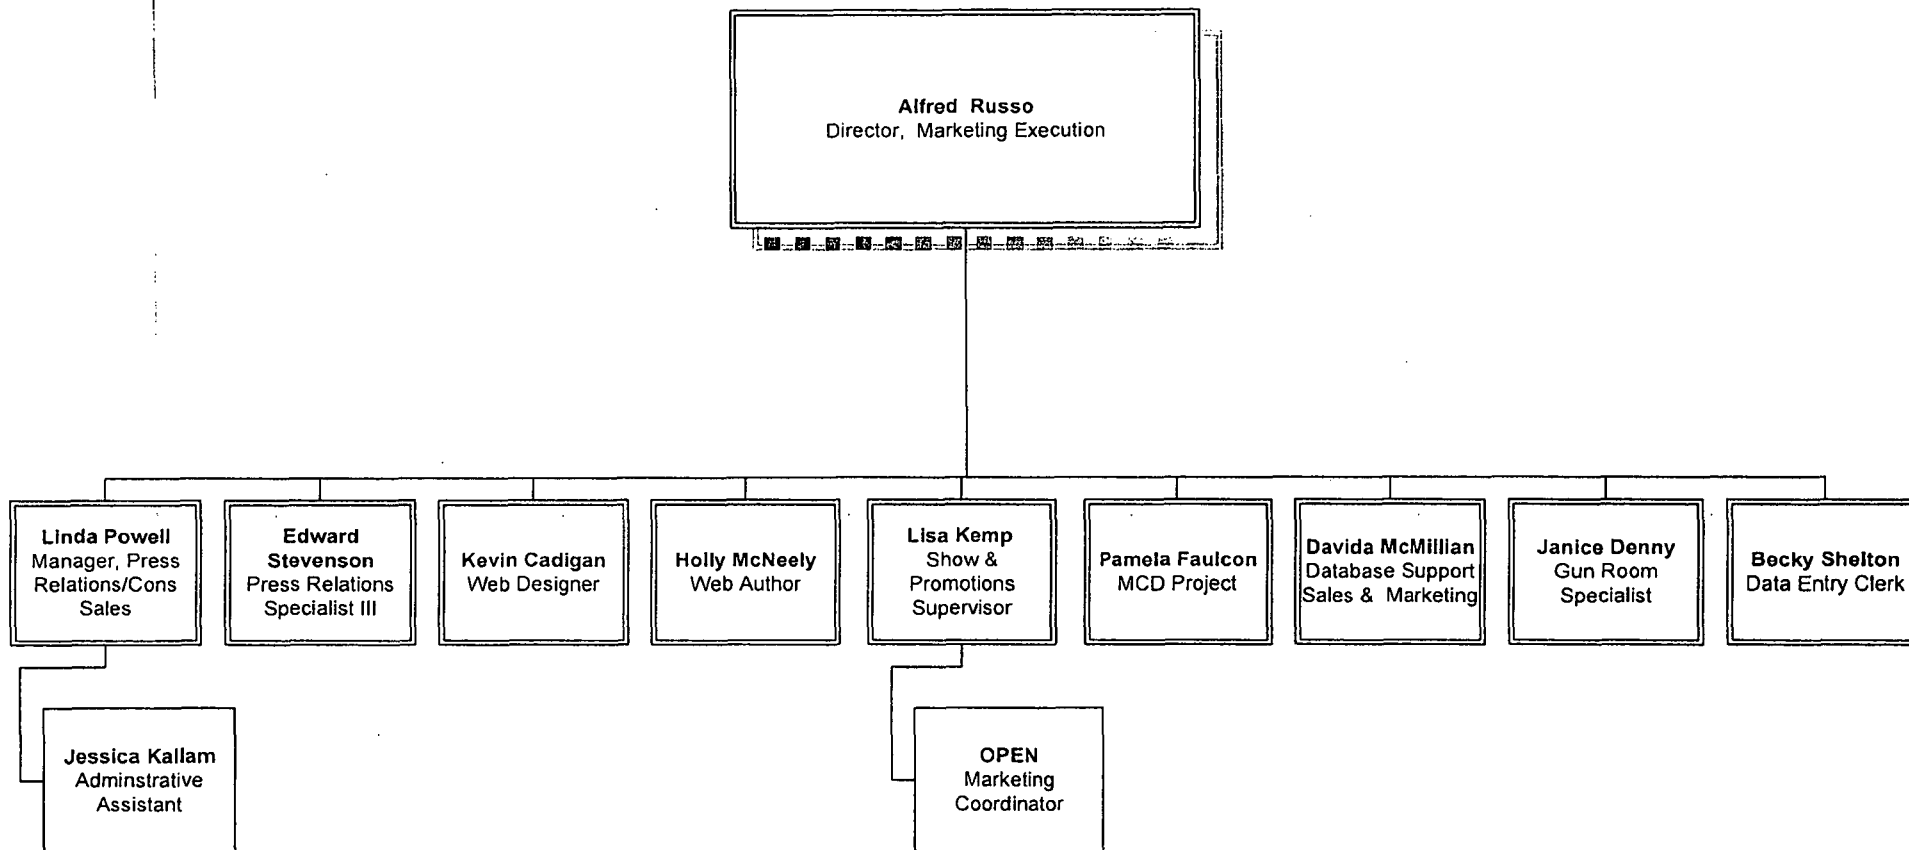 Alfred Russo
Director, Marketing Execution
Linda Powell
Manager, Press
Relations/Cons
Sales
Edward
Stevenson
Press Relations
Specialist III
Kevin Cadigan
Web Designer
Holly McNeely
Web Author
Lisa Kemp
Show &
Promotions
Supervisor
Pamela Faulcon
MCD Project
Davida McMillian
Database Support
Sales & Marketing
Janice Denny
Gun Room
Specialist
Becky Shelton
Data Entry Clerk
Jessica Kallam
Adminstrative
Assistant
OPEN
Marketing
Coordinator